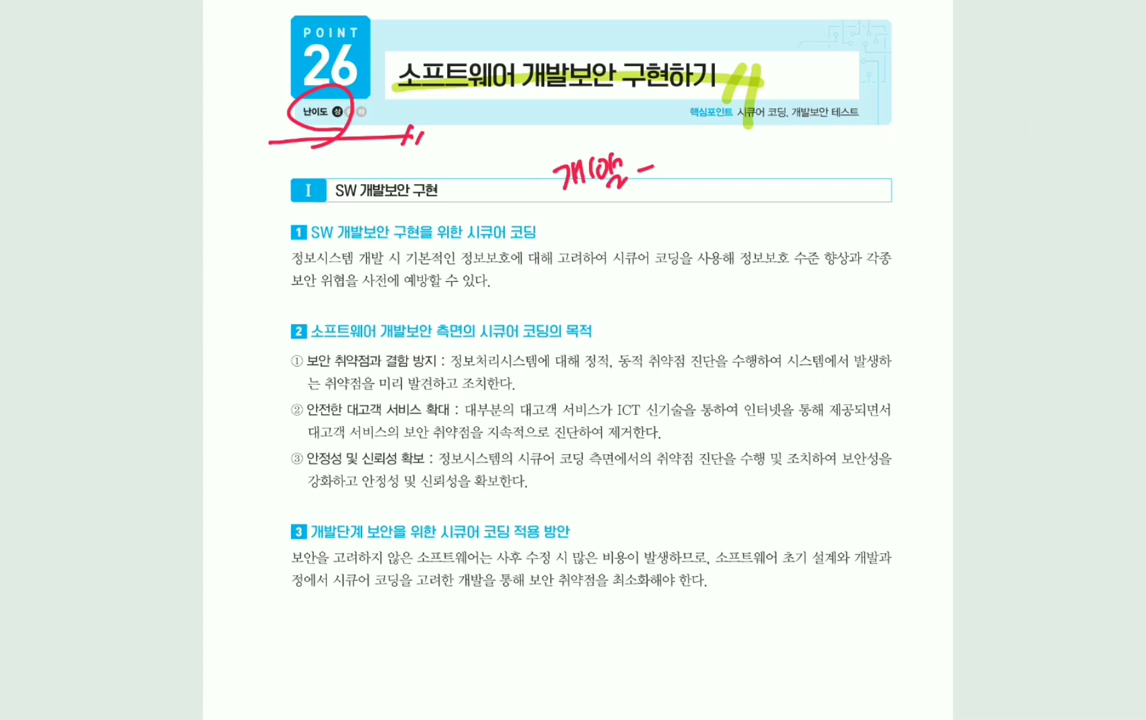 POINT
26
소프트웨어 개발보안 구현하기
난이도 상 중 하
핵심포인트 시큐어 코딩, 개발보안 테스트
I SW 개발보안 구현
1 SW 개발보안 구현을 위한 시큐어 코딩
정보시스템 개발 시 기본적인 정보보호에 대해 고려하여 시큐어 코딩을 사용해 정보보호 수준 향상과 각종
보안 위협을 사전에 예방할 수 있다.
2 소프트웨어 개발보안 측면의 시큐어 코딩의 목적
① 보안 취약점과 결함 방지 : 정보처리시스템에 대해 정적, 동적 취약점 진단을 수행하여 시스템에서 발생하
는 취약점을 미리 발견하고 조치한다.
② 안전한 대고객 서비스 확대 : 대부분의 대고객 서비스가 ICT 신기술을 통하여 인터넷을 통해 제공되면서
대고객 서비스의 보안 취약점을 지속적으로 진단하여 제거한다.
③ 안정성 및 신뢰성 확보 : 정보시스템의 시큐어 코딩 측면에서의 취약점 진단을 수행 및 조치하여 보안성을
강화하고 안정성 및 신뢰성을 확보한다.
3 개발단계 보안을 위한 시큐어 코딩 적용 방안
보안을 고려하지 않은 소프트웨어는 사후 수정 시 많은 비용이 발생하므로, 소프트웨어 초기 설계와 개발과
정에서 시큐어 코딩을 고려한 개발을 통해 보안 취약점을 최소화해야 한다.